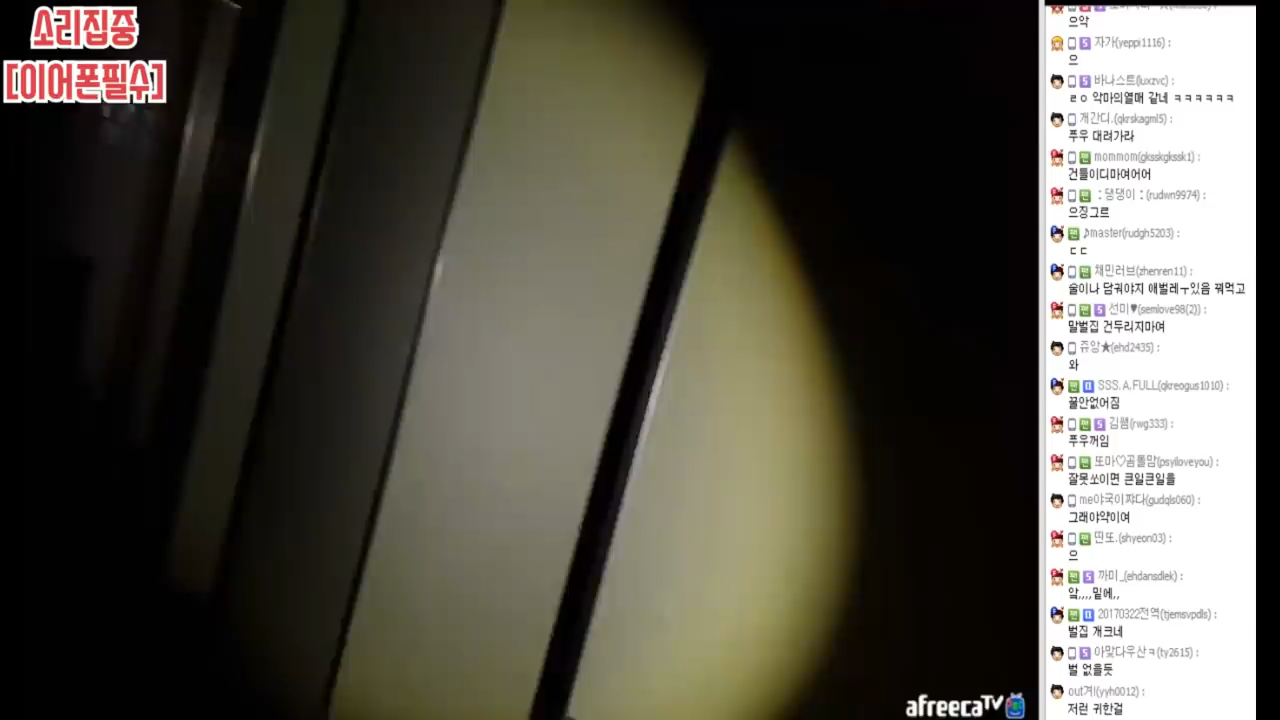 소리집중
[이어폰필수]
으악
자가(yeppi1116) :
으
바나스트(luxzvc) :
ㄹㅇ 악마의열매 같네 ㅋㅋㅋㅋㅋㅋ
개간디.(qkrskagml5) :
푸우 대려가라
mommom(gksskgkssk1) :
건들이디마여어어
: 댕댕이 : (rudwn9974) :
으징그르
♪master(rudgh5203) :
ㄷㄷ
채민러브(zhenren11) :
술이나 담궈야지 애벌레ㅜ있음 꿔먹고
선미♥(semlove98(2)) :
말벌집 건두리지마여
쥬앙★(ehd2435) :
와
SSS.A.FULL(qkreogus1010) :
꿀안없어짐
김쌤(rwg333) :
푸우꺼임
또마♡곰돌맘(psyiloveyou) :
잘못쏘이면 큰일큰일을
me야국이쨔다(gudqls060) :
그래야약이여
띤또.(shyeon03) :
으
까미_(ehdansdlek) :
앜,,,,밑에,,
20170322전역(tjemsvpdls) :
벌집 개크네
아맞다우산ㅋ(ty2615) :
벌 없을듯
out겨|(yyh0012) :
저런 귀한걸
afreecaTV